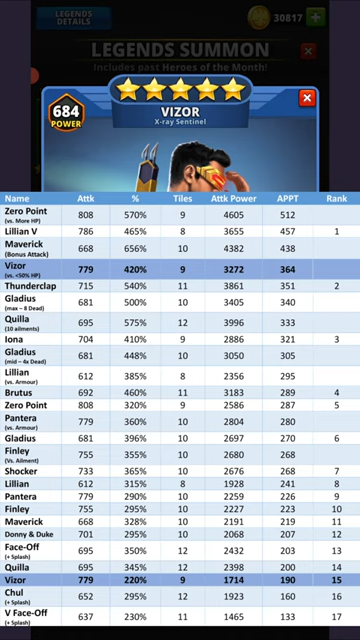 LEGENDS DETAILS
30817
LEGENDS SUMMON
Includes past Heroes of the Month!
684
POWER
VIZOR
X-ray Sentinel
Name Attk % Tiles Attk Power APPT Rank
Zero Point (vs. More HP) 808 570% 9 4605 512
Lillian V 786 465% 8 3655 457 1
Maverick (Bonus Attack) 668 656% 10 4382 438
Vizor (vs. <50% HP) 779 420% 9 3272 364
Thunderclap 715 540% 11 3861 351 2
Gladius (max – 8 Dead) 681 500% 10 3405 340
Quilla (10 ailments) 695 575% 12 3996 333
Iona 704 410% 9 2886 321 3
Gladius (mid – 4x Dead) 681 448% 10 3050 305
Lillian (vs. Armour) 612 385% 8 2356 295
Brutus 692 460% 11 3183 289 4
Zero Point 808 320% 9 2586 287 5
Pantera (vs. Armour) 779 360% 10 2804 280
Gladius 681 396% 10 2697 270 6
Finley (Vs. Ailment) 755 355% 10 2680 268
Shocker 733 365% 10 2676 268 7
Lillian 612 315% 8 1928 241 8
Pantera 779 290% 10 2259 226 9
Finley 755 295% 10 2227 223 10
Maverick 668 328% 10 2191 219 11
Donny & Duke 701 295% 10 2068 207 12
Face-Off (+ Splash) 695 350% 12 2432 203 13
Quilla 695 345% 12 2398 200 14
Vizor 779 220% 9 1714 190 15
Chul (+ Splash) 652 295% 12 1923 160 16
V Face-Off (+ Splash) 637 230% 11 1465 133 17